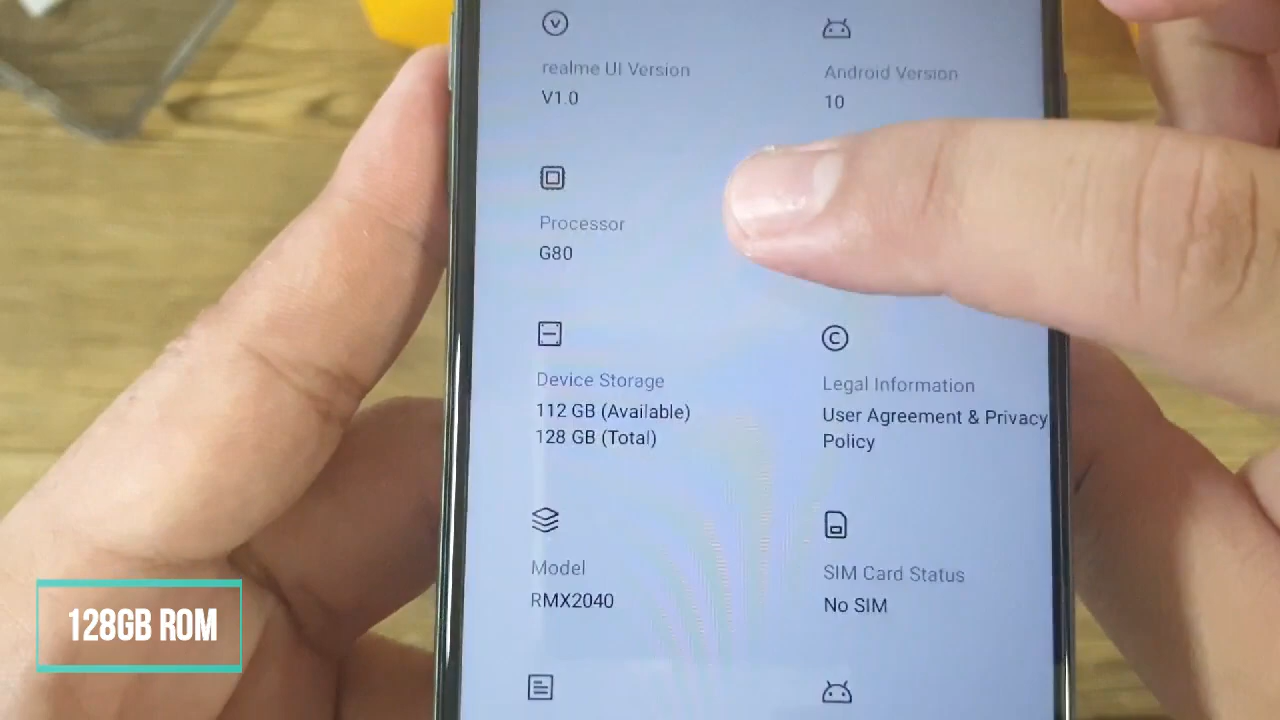 realme UI Version
V1.0
Android Version
10
Processor
G80
Device Storage
112 GB (Available)
128 GB (Total)
Legal Information
User Agreement & Privacy
Policy
Model
RMX2040
SIM Card Status
No SIM
128GB ROM